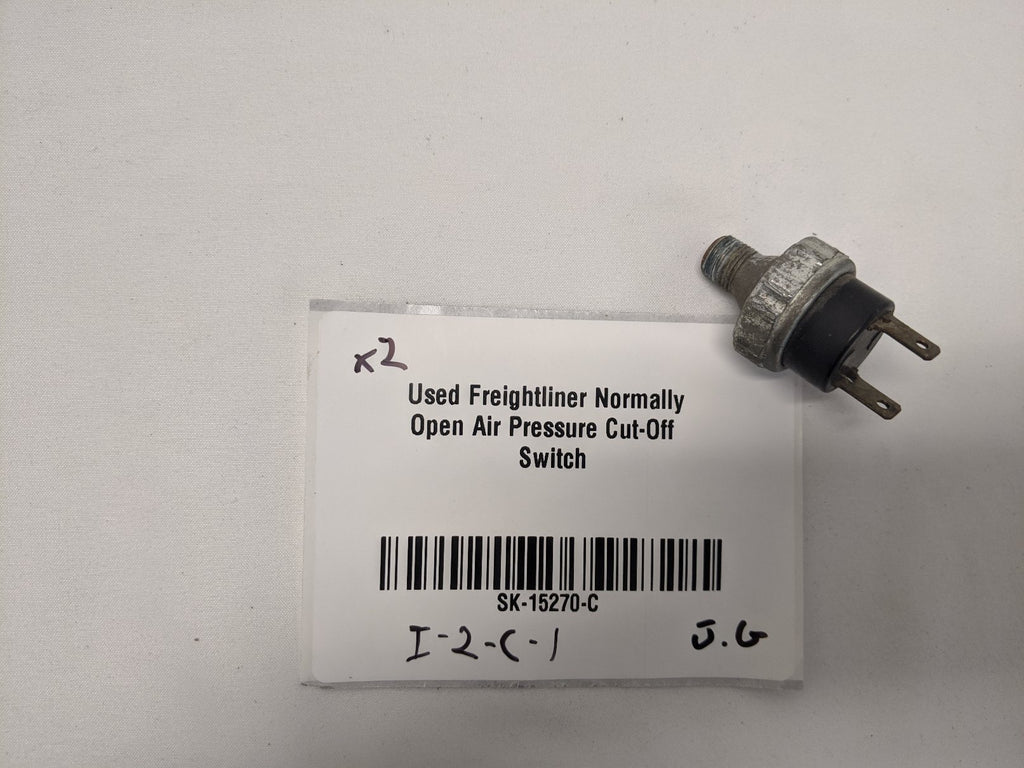 x2
Used Freightliner Normally
Open Air Pressure Cut-Off
Switch
SK-15270-C
I-2-C-1
J.G